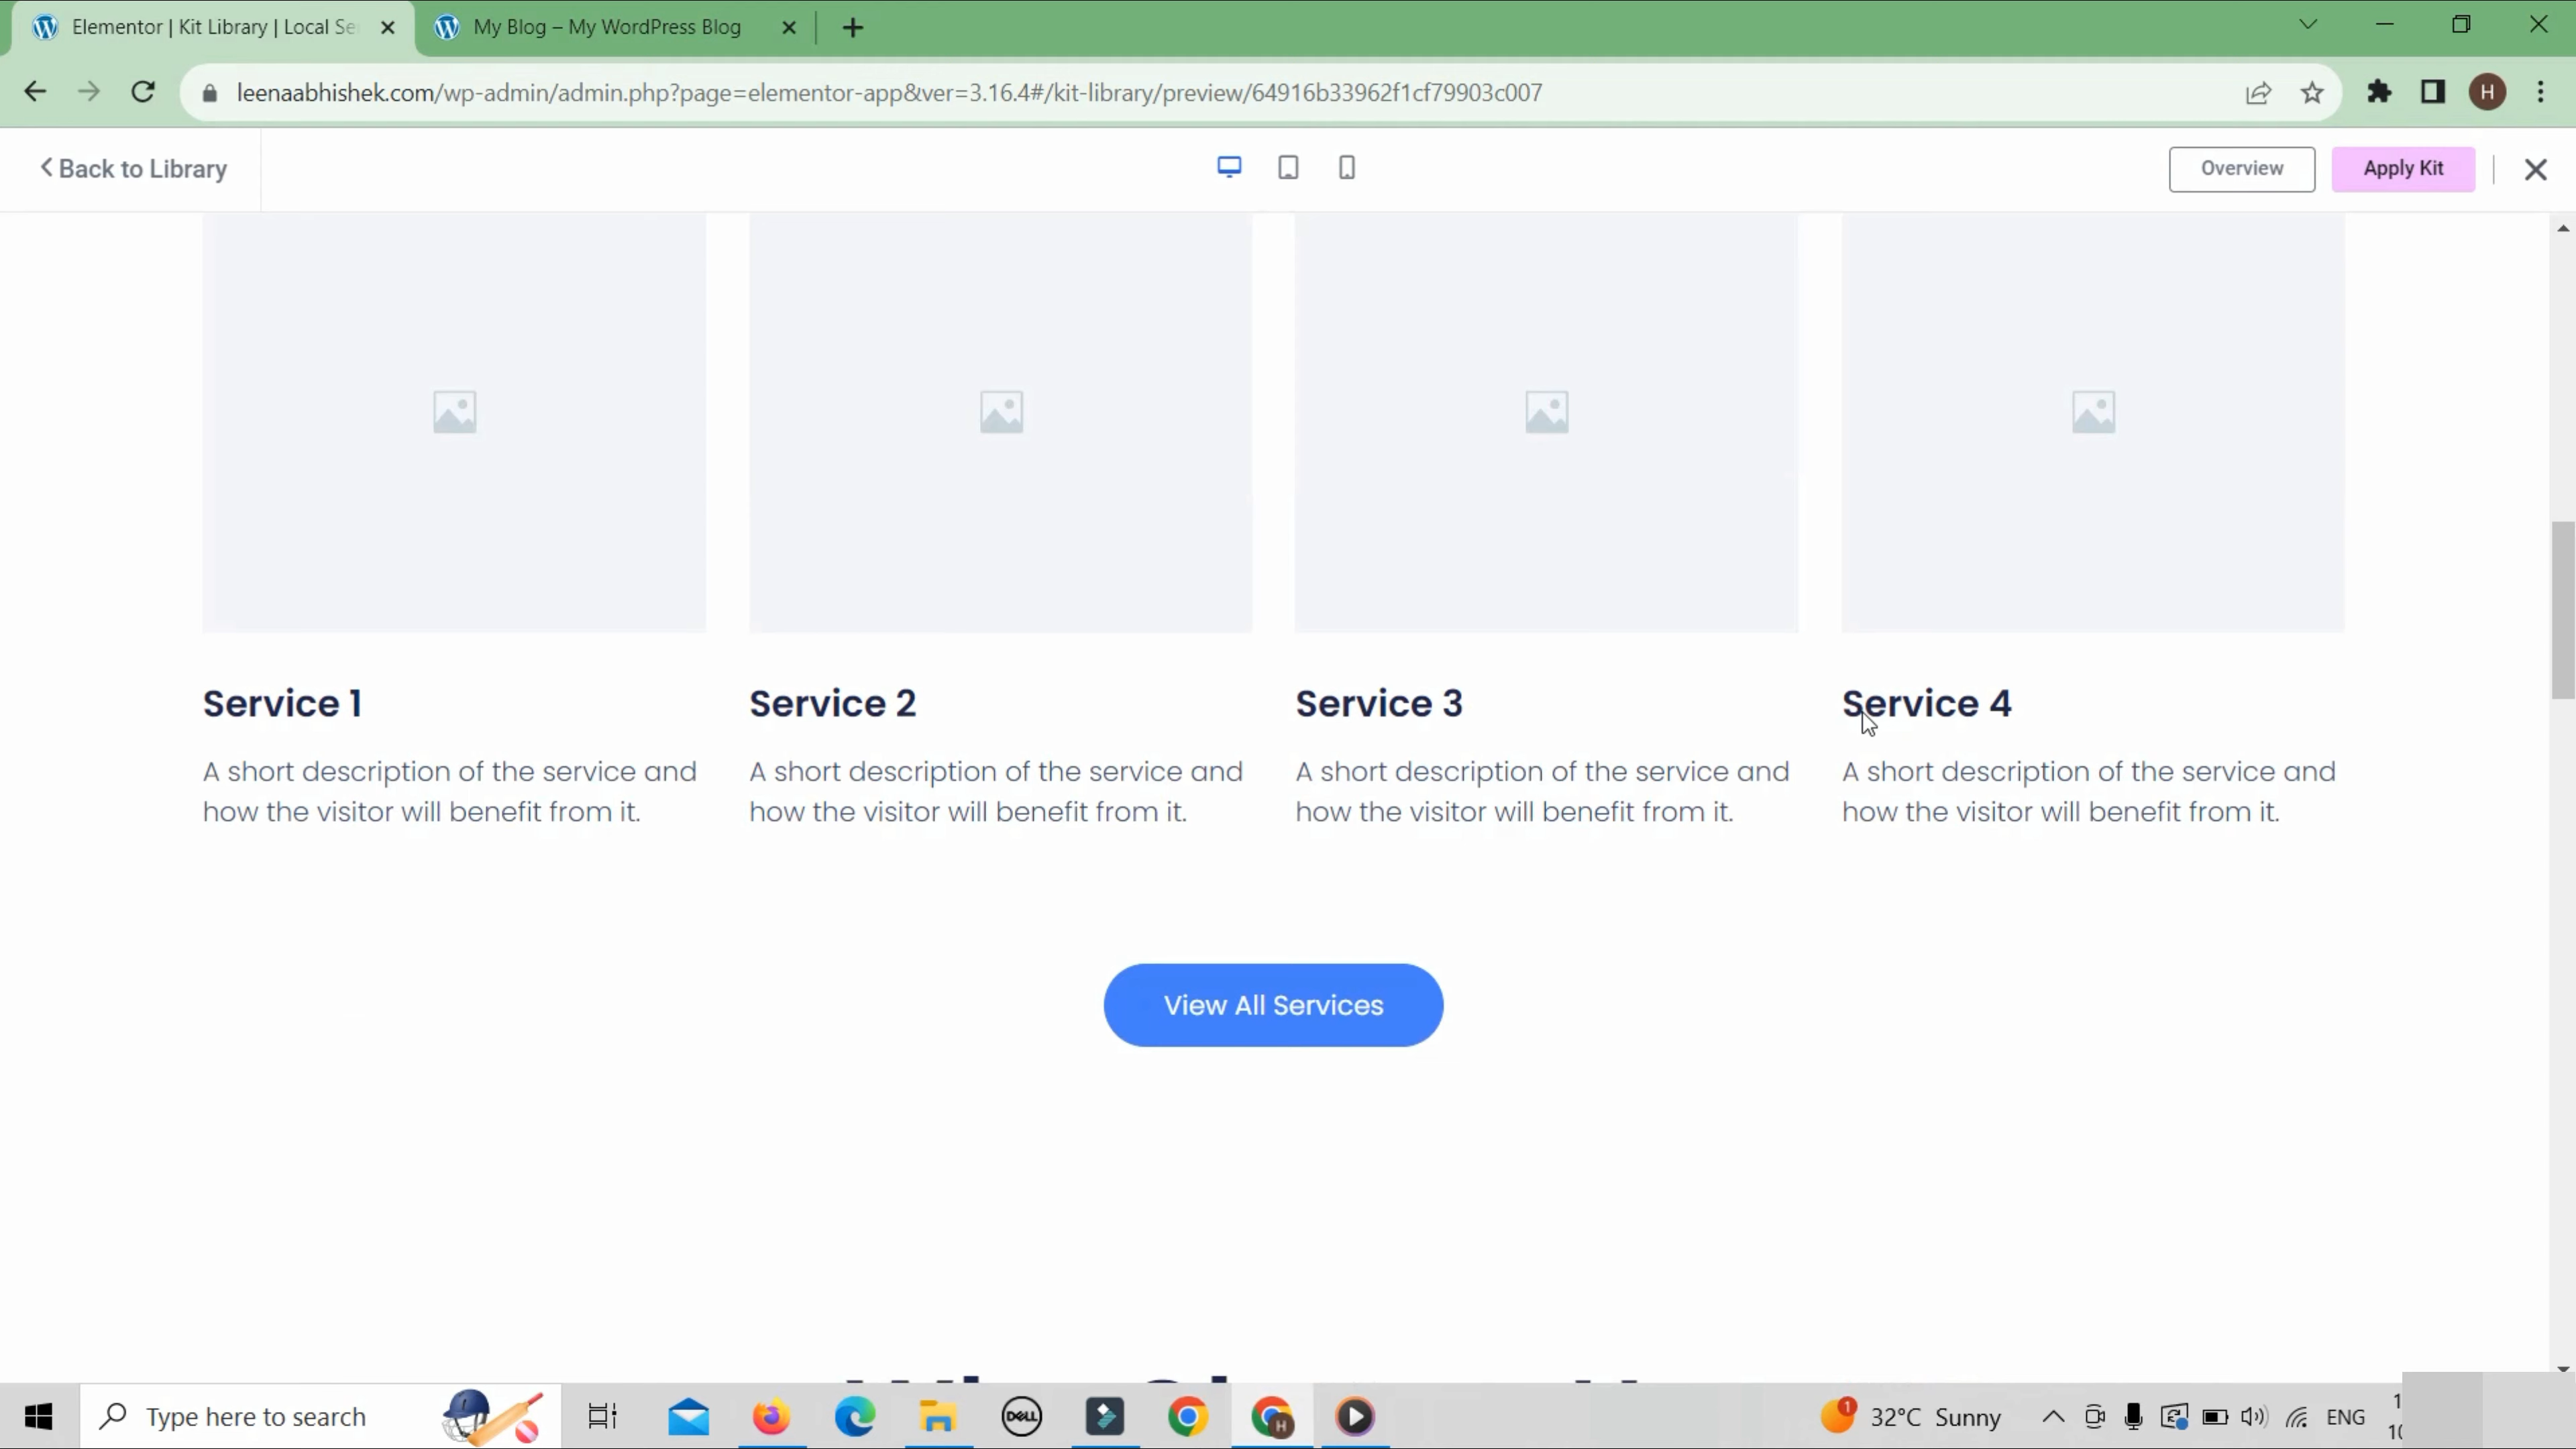 Elementor | Kit Library | Local Se
My Blog – My WordPress Blog
leenaabhishek.com/wp-admin/admin.php?page=elementor-app&ver=3.16.4#/kit-library/preview/64916b33962f1cf79903c007
H
Back to Library
Overview
Apply Kit
Service 1
Service 2
Service 3
Service 4
A short description of the service and
how the visitor will benefit from it.
A short description of the service and
how the visitor will benefit from it.
A short description of the service and
how the visitor will benefit from it.
A short description of the service and
how the visitor will benefit from it.
View All Services
Type here to search
DELL
H
1
32°C Sunny
ENG